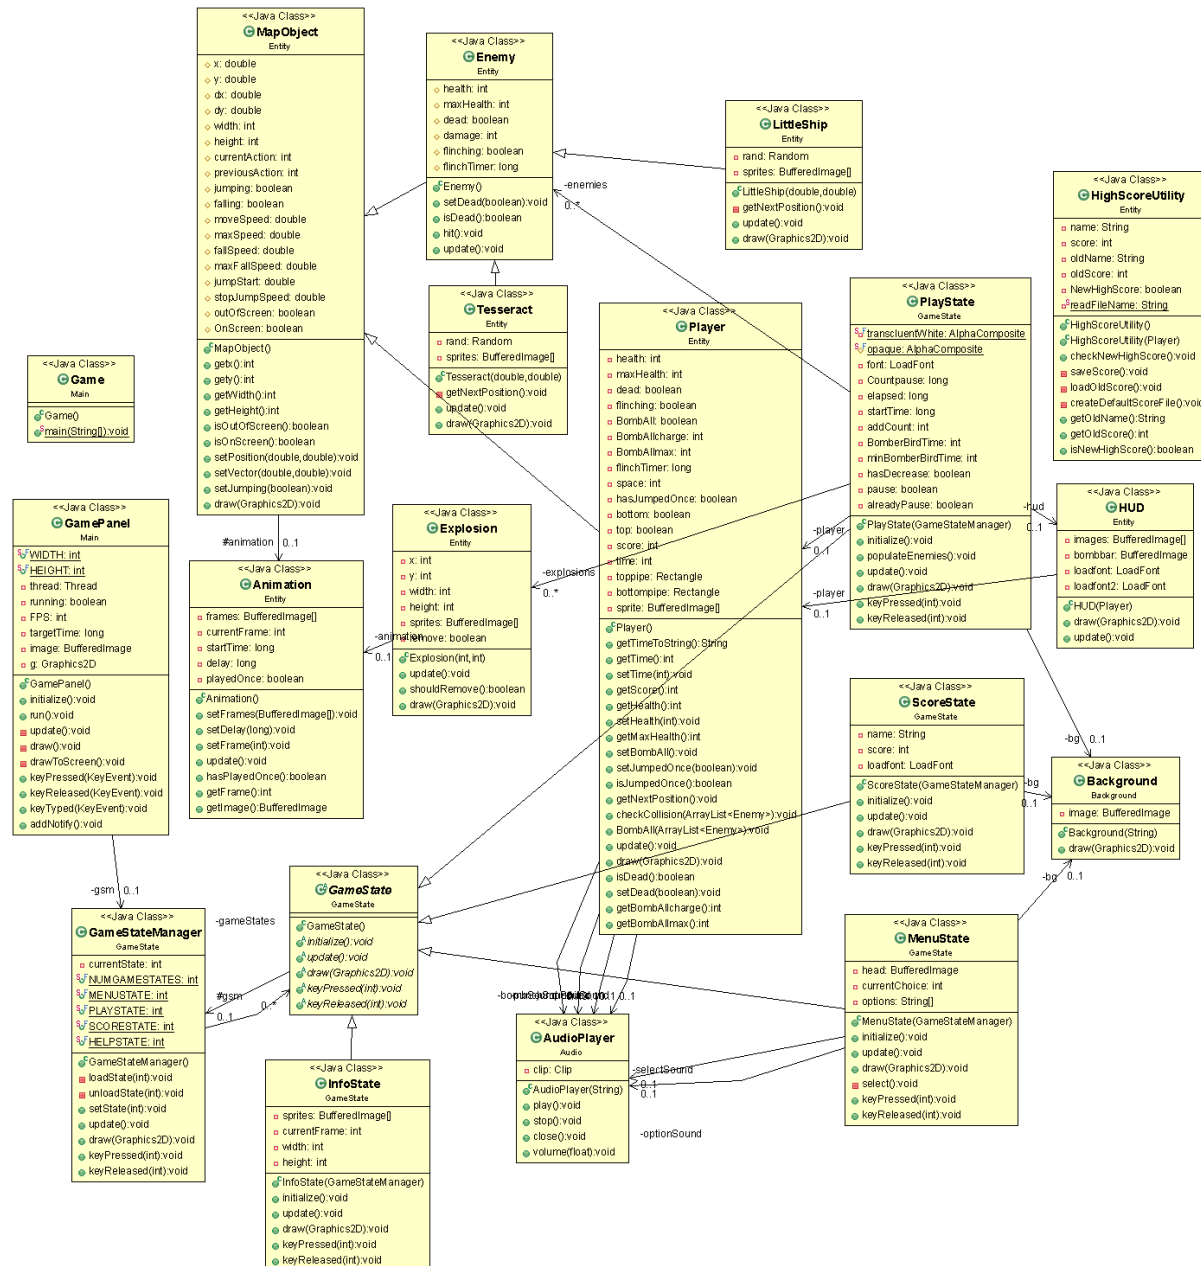 <<Java Class>>
MapObject
Entity
x: double
y: double
dx: double
dy: double
width: int
height: int
currentAction: int
previousAction: int
jumping: boolean
falling: boolean
moveSpeed: double
maxSpeed: double
fallSpeed: double
maxFallSpeed: double
jumpStart: double
stopJumpSpeed: double
outOfScreen: boolean
OnScreen: boolean
MapObject()
getx():int
gety():int
getWidth():int
getHeight():int
isOutOfScreen():boolean
isOnScreen():boolean
setPosition(double,double):void
setVector(double,double):void
setJumping(boolean):void
draw(Graphics2D):void
<<Java Class>>
Enemy
Entity
health: int
maxHealth: int
dead: boolean
damage: int
flinching: boolean
flinchTimer: long
Enemy()
setDead(boolean):void
isDead():boolean
hit():void
update():void
<<Java Class>>
LittleShip
Entity
rand: Random
sprites: BufferedImage[]
LittleShip(double,double)
getNextPosition():void
update():void
draw(Graphics2D):void
-enemies
0..*
<<Java Class>>
HighScoreUtility
Entity
name: String
score: int
oldName: String
oldScore: int
NewHighScore: boolean
readFileName: String
HighScoreUtility()
HighScoreUtility(Player)
checkNewHighScore():void
saveScore():void
loadOldScore():void
createDefaultScoreFile():void
getOldName():String
getOldScore():int
isNewHighScore():boolean
<<Java Class>>
Tesseract
Entity
rand: Random
sprites: BufferedImage[]
Tesseract(double,double)
getNextPosition():void
update():void
draw(Graphics2D):void
<<Java Class>>
Player
Entity
health: int
maxHealth: int
dead: boolean
flinching: boolean
BombAll: boolean
BombAllcharge: int
BombAllmax: int
flinchTimer: long
space: int
hasJumpedOnce: boolean
bottom: boolean
top: boolean
score: int
time: int
toppipe: Rectangle
bottompipe: Rectangle
sprite: BufferedImage[]
Player()
getTimeToString():String
getTime():int
setTime(int):void
getScore():int
getHealth():int
setHealth(int):void
getMaxHealth():int
setBombAll():void
setJumpedOnce(boolean):void
isJumpedOnce():boolean
getNextPosition():void
checkCollision(ArrayList<Enemy>):void
BombAll(ArrayList<Enemy>):void
update():void
draw(Graphics2D):void
isDead():boolean
setDead(boolean):void
getBombAllcharge():int
getBombAllmax():int
<<Java Class>>
PlayState
GameState
transcluentWhite: AlphaComposite
opaque: AlphaComposite
font: LoadFont
Countpause: long
elapsed: long
startTime: long
addCount: int
BomberBirdTime: int
minBomberBirdTime: int
hasDecrease: boolean
pause: boolean
alreadyPause: boolean
PlayState(GameStateManager)
initialize():void
populateEnemies():void
update():void
draw(Graphics2D):void
keyPressed(int):void
keyReleased(int):void
-hud
0..1
-player
0..1
-player
0..1
<<Java Class>>
HUD
Entity
images: BufferedImage[]
bombbar: BufferedImage
loadfont: LoadFont
loadfont2: LoadFont
HUD(Player)
draw(Graphics2D):void
update():void
<<Java Class>>
Game
Main
Game()
main(String[]):void
<<Java Class>>
GamePanel
Main
WIDTH: int
HEIGHT: int
thread: Thread
running: boolean
FPS: int
targetTime: long
image: BufferedImage
g: Graphics2D
GamePanel()
initialize():void
run():void
update():void
draw():void
drawToScreen():void
keyPressed(KeyEvent):void
keyReleased(KeyEvent):void
keyTyped(KeyEvent):void
addNotify():void
#animation
0..1
<<Java Class>>
Animation
Entity
frames: BufferedImage[]
currentFrame: int
startTime: long
delay: long
playedOnce: boolean
Animation()
setFrames(BufferedImage[]):void
setDelay(long):void
setFrame(int):void
update():void
hasPlayedOnce():boolean
getFrame():int
getImage():BufferedImage
<<Java Class>>
Explosion
Entity
x: int
y: int
width: int
height: int
sprites: BufferedImage[]
remove: boolean
Explosion(int,int)
update():void
shouldRemove():boolean
draw(Graphics2D):void
-explosions
0..*
-animation
0..1
<<Java Class>>
ScoreState
GameState
name: String
score: int
loadfont: LoadFont
ScoreState(GameStateManager)
initialize():void
update():void
draw(Graphics2D):void
keyPressed(int):void
keyReleased(int):void
-bg
0..1
-bg
0..1
-bg
0..1
<<Java Class>>
Background
Background
image: BufferedImage
Background(String)
draw(Graphics2D):void
-gsm
0..1
<<Java Class>>
GameStateManager
GameState
currentState: int
NUMGAMESTATES: int
MENUSTATE: int
PLAYSTATE: int
SCORESTATE: int
HELPSTATE: int
GameStateManager()
loadState(int):void
unloadState(int):void
setState(int):void
update():void
draw(Graphics2D):void
keyPressed(int):void
keyReleased(int):void
-gameStates
0..*
#gsm
0..1
<<Java Class>>
GameState
GameState
GameState()
initialize():void
update():void
draw(Graphics2D):void
keyPressed(int):void
keyReleased(int):void
<<Java Class>>
InfoState
GameState
sprites: BufferedImage[]
currentFrame: int
width: int
height: int
InfoState(GameStateManager)
initialize():void
update():void
draw(Graphics2D):void
keyPressed(int):void
keyReleased(int):void
0..1
<<Java Class>>
AudioPlayer
Audio
clip: Clip
AudioPlayer(String)
play():void
stop():void
close():void
volume(float):void
-selectSound
0..1
0..1
-optionSound
<<Java Class>>
MenuState
GameState
head: BufferedImage
currentChoice: int
options: String[]
MenuState(GameStateManager)
initialize():void
update():void
draw(Graphics2D):void
select():void
keyPressed(int):void
keyReleased(int):void